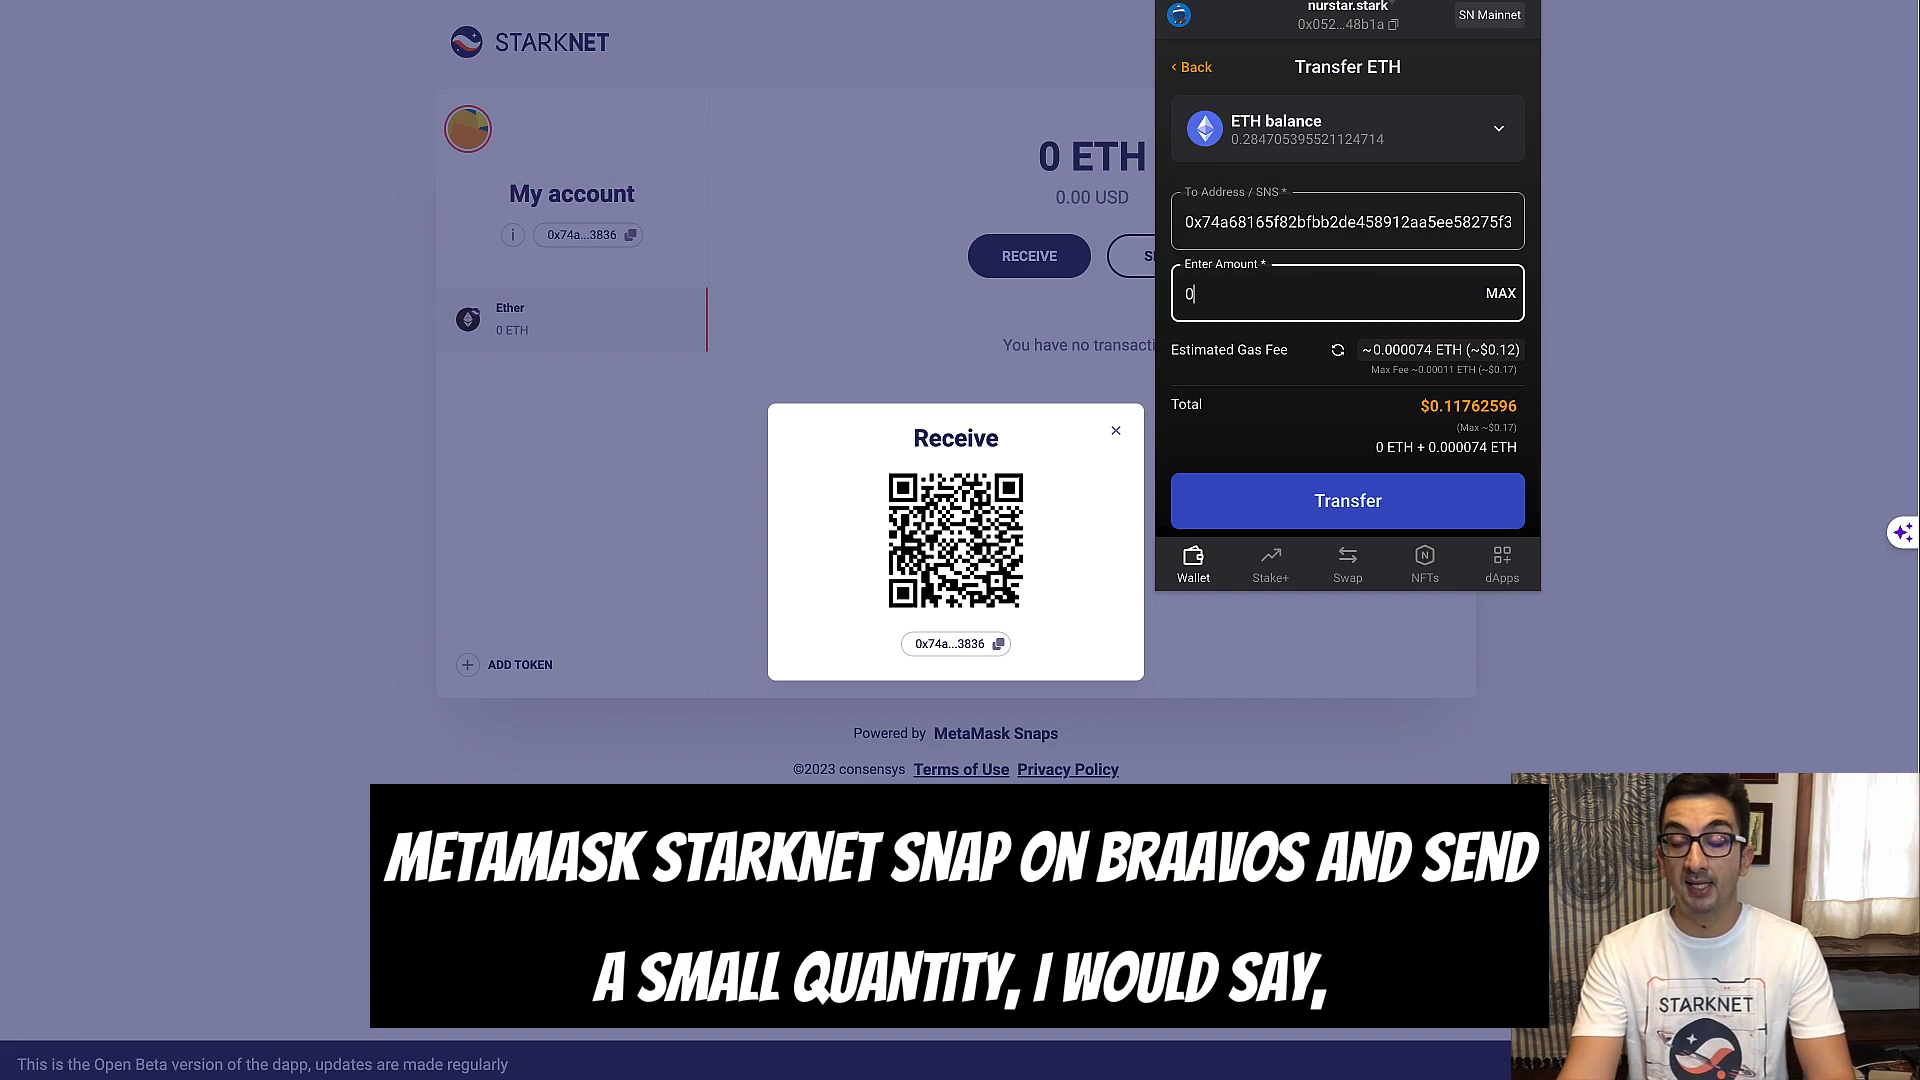 STARKNET
My account
0x74a...3836
Ether
0 ETH
ADD TOKEN
0 ETH
0.00 USD
RECEIVE
You have no transacti
Receive
0x74a...3836
Powered by MetaMask Snaps
©2023 consensys Terms of Use Privacy Policy
nurstar.stark
0x052...48b1a
SN Mainnet
< Back
Transfer ETH
ETH balance
0.284705395521124714
To Address / SNS *
0x74a68165f82bfbb2de458912aa5ee58275f3
Enter Amount *
0
MAX
Estimated Gas Fee
~0.000074 ETH (~$0.12)
Max Fee ~0.00011 ETH (~$0.17)
Total
$0.11762596
(Max ~$0.17)
0 ETH + 0.000074 ETH
Transfer
Wallet
Stake+
Swap
NFTs
dApps
METAMASK STARKNET SNAP ON BRAAVOS AND SEND
A SMALL QUANTITY, I WOULD SAY,
STARKNET
This is the Open Beta version of the dapp, updates are made regularly